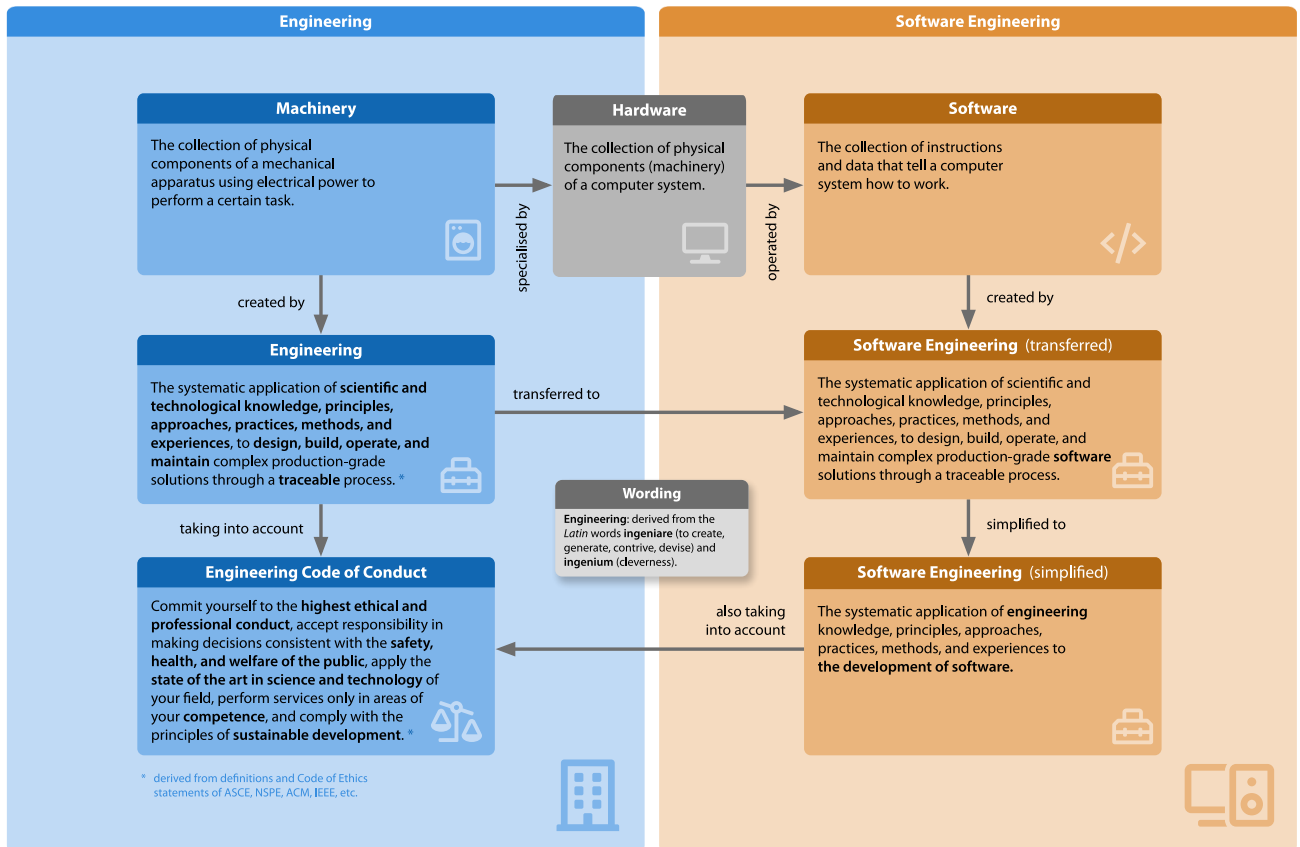 Engineering
Software Engineering
Machinery
The collection of physical
components of a mechanical
apparatus using electrical power to
perform a certain task.
specialised by
Hardware
The collection of physical
components (machinery)
of a computer system.
operated by
Software
The collection of instructions
and data that tell a computer
system how to work.
</>
created by
created by
Engineering
The systematic application of scientific and
technological knowledge, principles,
approaches, practices, methods, and
experiences, to design, build, operate, and
maintain complex production-grade
solutions through a traceable process. *
transferred to
Software Engineering (transferred)
The systematic application of scientific and
technological knowledge, principles,
approaches, practices, methods, and
experiences, to design, build, operate, and
maintain complex production-grade software
solutions through a traceable process.
Wording
Engineering: derived from the
Latin words ingeniare (to create,
generate, contrive, devise) and
ingenium (cleverness).
taking into account
simplified to
Engineering Code of Conduct
Commit yourself to the highest ethical and
professional conduct, accept responsibility in
making decisions consistent with the safety,
health, and welfare of the public, apply the
state of the art in science and technology of
your field, perform services only in areas of
your competence, and comply with the
principles of sustainable development. *
also taking
into account
Software Engineering (simplified)
The systematic application of engineering
knowledge, principles, approaches,
practices, methods, and experiences to
the development of software.
* derived from definitions and Code of Ethics
statements of ASCE, NSPE, ACM, IEEE, etc.